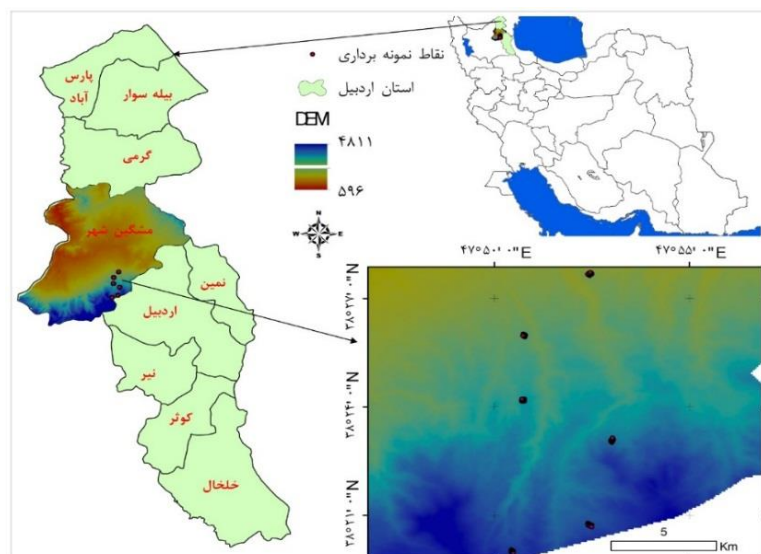 نقاط نمونه برداری
استان اردبیل
DEM
۴۸۱۱
۵۹۶
N
W
E
S
پارس
آباد
بیله سوار
گرمی
مشگین شهر
نمین
اردبیل
نیر
کوثر
خلخال
۴۷°۵۰'۰"E
۴۷°۵۵'۰"E
5
Km